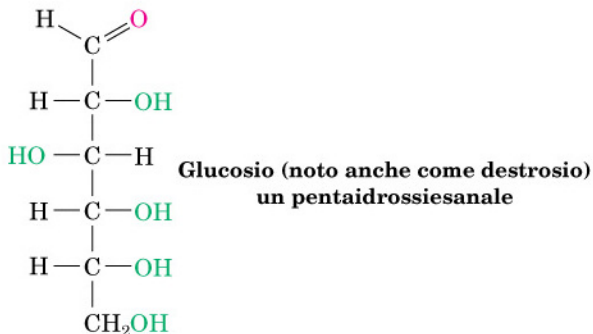 H O
C
H—C—OH
HO—C—H
Glucosio (noto anche come destrosio)
un pentaidrossiesanale
H—C—OH
H—C—OH
CH₂OH